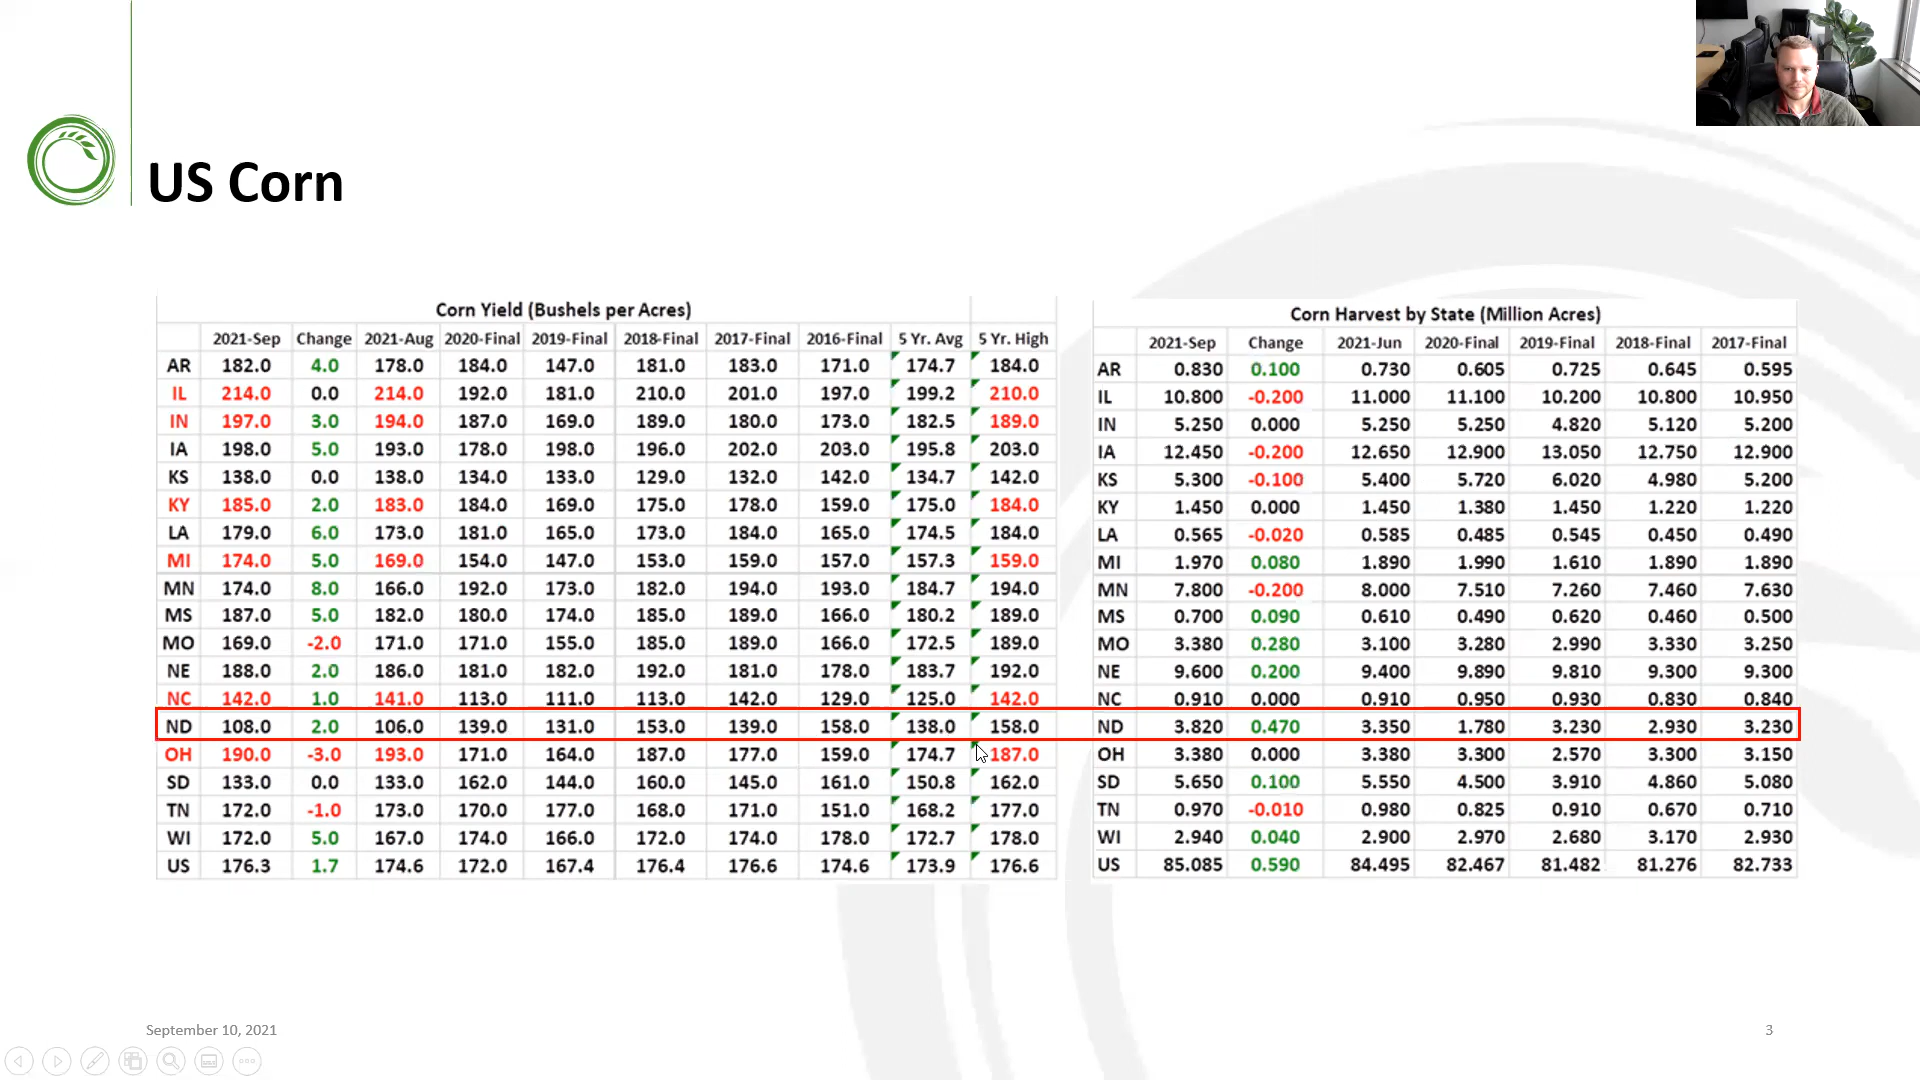 US Corn
Corn Yield (Bushels per Acres)
2021-Sep Change 2021-Aug 2020-Final 2019-Final 2018-Final 2017-Final 2016-Final 5 Yr. Avg 5 Yr. High
AR 182.0 4.0 178.0 184.0 147.0 181.0 183.0 171.0 174.7 184.0
IL 214.0 0.0 214.0 192.0 181.0 210.0 201.0 197.0 199.2 210.0
IN 197.0 3.0 194.0 187.0 169.0 189.0 180.0 173.0 182.5 189.0
IA 198.0 5.0 193.0 178.0 198.0 196.0 202.0 203.0 195.8 203.0
KS 138.0 0.0 138.0 134.0 133.0 129.0 132.0 142.0 134.7 142.0
KY 185.0 2.0 183.0 184.0 169.0 175.0 178.0 159.0 175.0 184.0
LA 179.0 6.0 173.0 181.0 165.0 173.0 184.0 165.0 174.5 184.0
MI 174.0 5.0 169.0 154.0 147.0 153.0 159.0 157.0 157.3 159.0
MN 174.0 8.0 166.0 192.0 173.0 182.0 194.0 193.0 184.7 194.0
MS 187.0 5.0 182.0 180.0 174.0 185.0 189.0 166.0 180.2 189.0
MO 169.0 -2.0 171.0 171.0 155.0 185.0 189.0 166.0 172.5 189.0
NE 188.0 2.0 186.0 181.0 182.0 192.0 181.0 178.0 183.7 192.0
NC 142.0 1.0 141.0 113.0 111.0 113.0 142.0 129.0 125.0 142.0
ND 108.0 2.0 106.0 139.0 131.0 153.0 139.0 158.0 138.0 158.0
OH 190.0 -3.0 193.0 171.0 164.0 187.0 177.0 159.0 174.7 187.0
SD 133.0 0.0 133.0 162.0 144.0 160.0 145.0 161.0 150.8 162.0
TN 172.0 -1.0 173.0 170.0 177.0 168.0 171.0 151.0 168.2 177.0
WI 172.0 5.0 167.0 174.0 166.0 172.0 174.0 178.0 172.7 178.0
US 176.3 1.7 174.6 172.0 167.4 176.4 176.6 174.6 173.9 176.6
Corn Harvest by State (Million Acres)
2021-Sep Change 2021-Jun 2020-Final 2019-Final 2018-Final 2017-Final
AR 0.830 0.100 0.730 0.605 0.725 0.645 0.595
IL 10.800 -0.200 11.000 11.100 10.200 10.800 10.950
IN 5.250 0.000 5.250 5.250 4.820 5.120 5.200
IA 12.450 -0.200 12.650 12.900 13.050 12.750 12.900
KS 5.300 -0.100 5.400 5.720 6.020 4.980 5.200
KY 1.450 0.000 1.450 1.380 1.450 1.220 1.220
LA 0.565 -0.020 0.585 0.485 0.545 0.450 0.490
MI 1.970 0.080 1.890 1.990 1.610 1.890 1.890
MN 7.800 -0.200 8.000 7.510 7.260 7.460 7.630
MS 0.700 0.090 0.610 0.490 0.620 0.460 0.500
MO 3.380 0.280 3.100 3.280 2.990 3.330 3.250
NE 9.600 0.200 9.400 9.890 9.810 9.300 9.300
NC 0.910 0.000 0.910 0.950 0.930 0.830 0.840
ND 3.820 0.470 3.350 1.780 3.230 2.930 3.230
OH 3.380 0.000 3.380 3.300 2.570 3.300 3.150
SD 5.650 0.100 5.550 4.500 3.910 4.860 5.080
TN 0.970 -0.010 0.980 0.825 0.910 0.670 0.710
WI 2.940 0.040 2.900 2.970 2.680 3.170 2.930
US 85.085 0.590 84.495 82.467 81.482 81.276 82.733
September 10, 2021
3